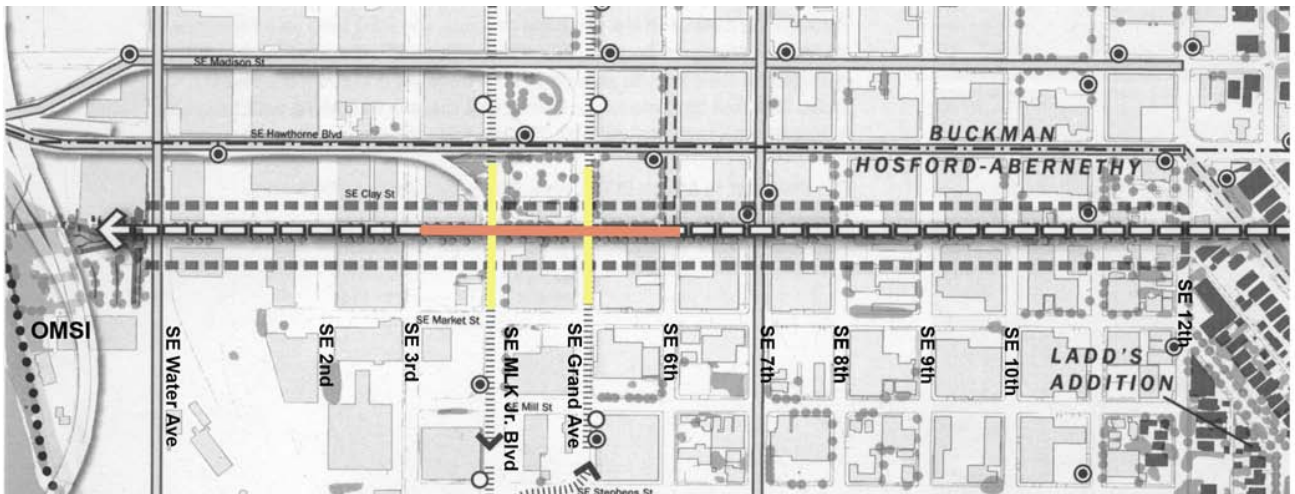 SE Madison St
SE Hawthorne Blvd
BUCKMAN
HOSFORD-ABERNETHY
SE Clay St
SE Market St
OMSI
SE Water Ave
SE 2nd
SE 3rd
SE MLK Jr. Blvd
SE Grand Ave
SE 6th
SE 7th
SE 8th
SE 9th
SE 10th
SE 12th
LADD'S
ADDITION
SE Mill St
SE Stephens St